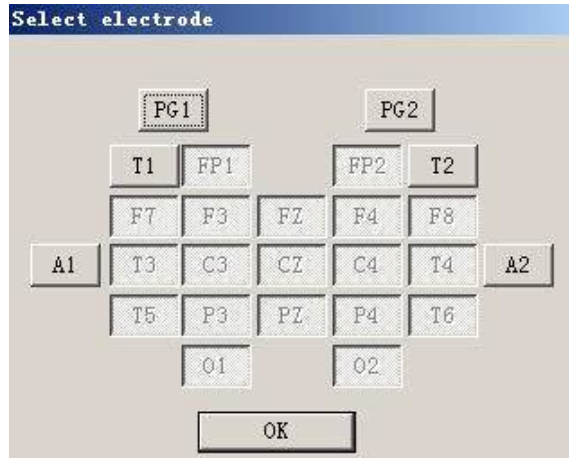 Select electrode
PG1 PG2
T1 FP1 FP2 T2
F7 F3 FZ F4 F8
A1 T3 C3 CZ C4 T4 A2
T5 P3 PZ P4 T6
O1 O2
OK